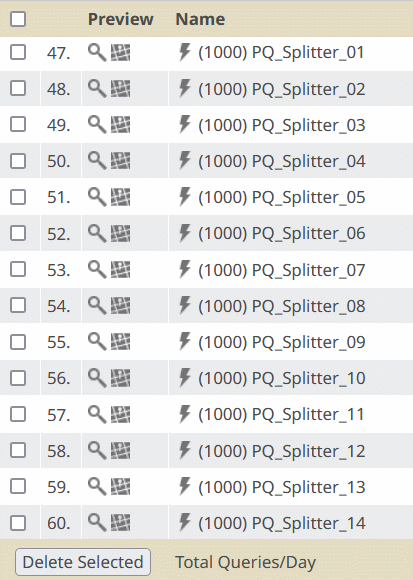 Preview Name
47. (1000) PQ_Splitter_01
48. (1000) PQ_Splitter_02
49. (1000) PQ_Splitter_03
50. (1000) PQ_Splitter_04
51. (1000) PQ_Splitter_05
52. (1000) PQ_Splitter_06
53. (1000) PQ_Splitter_07
54. (1000) PQ_Splitter_08
55. (1000) PQ_Splitter_09
56. (1000) PQ_Splitter_10
57. (1000) PQ_Splitter_11
58. (1000) PQ_Splitter_12
59. (1000) PQ_Splitter_13
60. (1000) PQ_Splitter_14
Delete Selected Total Queries/Day